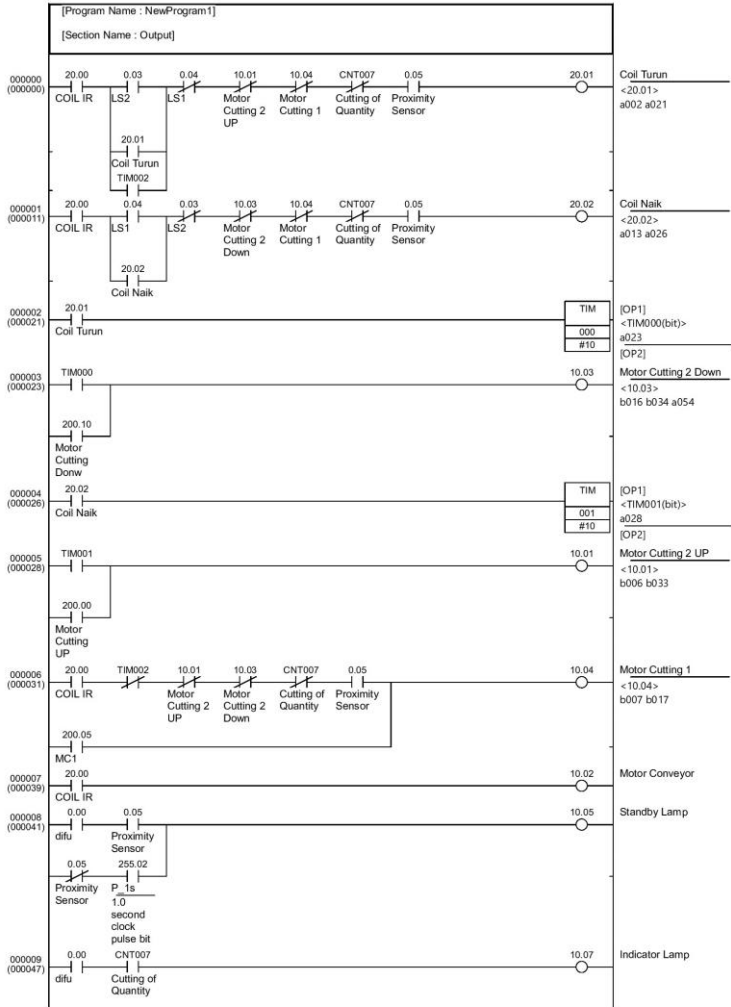 [Program Name : NewProgram1]
[Section Name : Output]
000000
(000000)
20.00 0.03 0.04 10.01 10.04 CNT007 0.05 20.01
COIL IR LS2 LS1 Motor Cutting 2 UP Motor Cutting 1 Cutting of Quantity Proximity Sensor
Coil Turun
<20.01>
a002 a021
20.01
Coil Turun
TIM002
000001
(000011)
20.00 0.04 0.03 10.03 10.04 CNT007 0.05 20.02
COIL IR LS1 LS2 Motor Cutting 2 Down Motor Cutting 1 Cutting of Quantity Proximity Sensor
Coil Naik
<20.02>
a013 a026
20.02
Coil Naik
000002
(000021)
20.01
Coil Turun
TIM
000
#10
[OP1]
<TIM000(bit)>
a023
[OP2]
000003
(000023)
TIM000 10.03
Motor Cutting 2 Down
<10.03>
b016 b034 a054
200.10
Motor
Cutting
Donw
000004
(000026)
20.02
Coil Naik
TIM
001
#10
[OP1]
<TIM001(bit)>
a028
[OP2]
000005
(000028)
TIM001 10.01
Motor Cutting 2 UP
<10.01>
b006 b033
200.00
Motor
Cutting
UP
000006
(000031)
20.00 TIM002 10.01 10.03 CNT007 0.05 10.04
COIL IR Motor Cutting 2 UP Motor Cutting 2 Down Cutting of Quantity Proximity Sensor
Motor Cutting 1
<10.04>
b007 b017
200.05
MC1
000007
(000039)
20.00 10.02
COIL IR
Motor Conveyor
000008
(000041)
0.00 0.05 10.05
difu Proximity Sensor
Standby Lamp
0.05 255.02
Proximity Sensor P_1s
1.0
second
clock
pulse bit
000009
(000047)
0.00 CNT007 10.07
difu Cutting of Quantity
Indicator Lamp